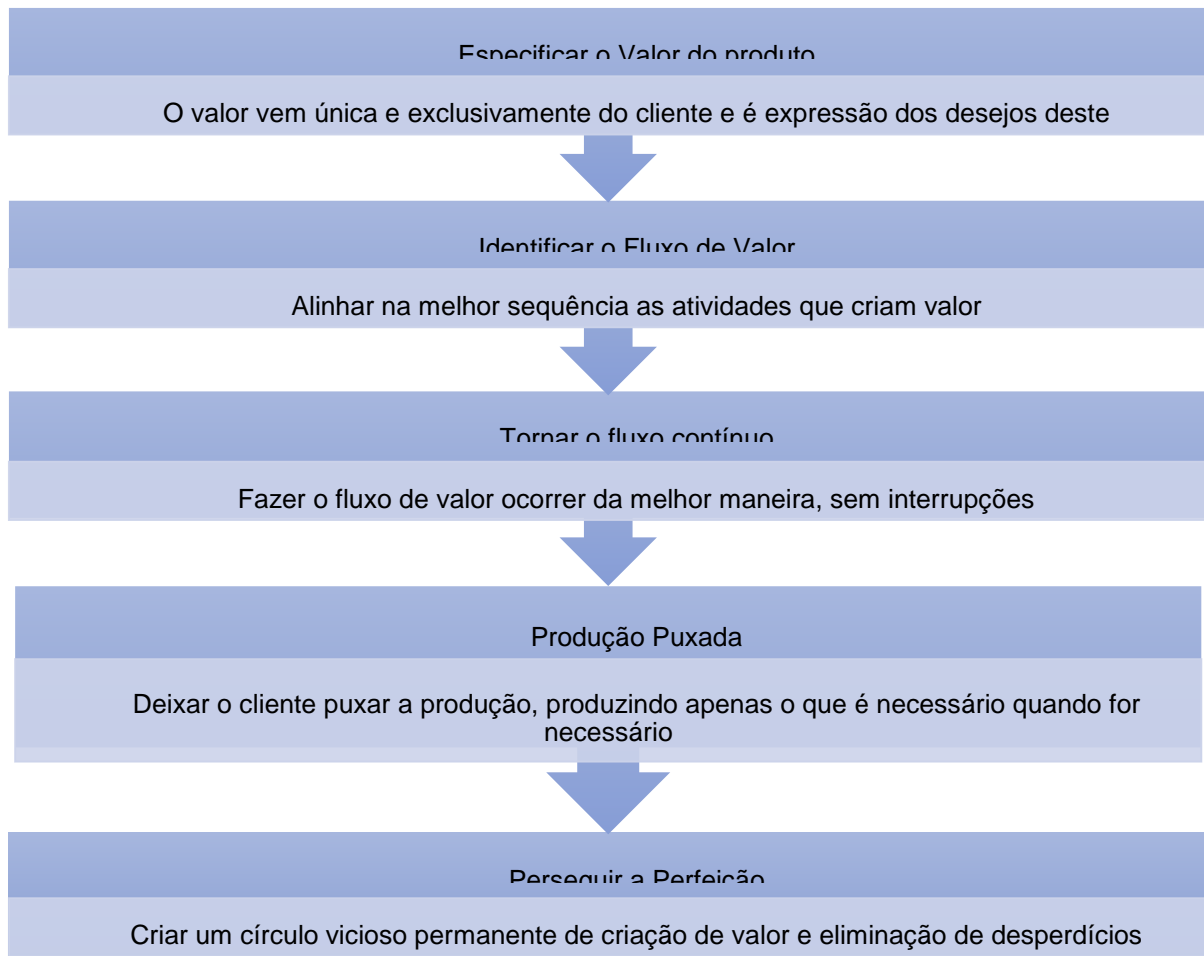 Especificar o Valor do produto
O valor vem única e exclusivamente do cliente e é expressão dos desejos deste
Identificar o Fluxo de Valor
Alinhar na melhor sequência as atividades que criam valor
Tornar o fluxo contínuo
Fazer o fluxo de valor ocorrer da melhor maneira, sem interrupções
Produção Puxada
Deixar o cliente puxar a produção, produzindo apenas o que é necessário quando for
necessário
Perseguir a Perfeição
Criar um círculo vicioso permanente de criação de valor e eliminação de desperdícios